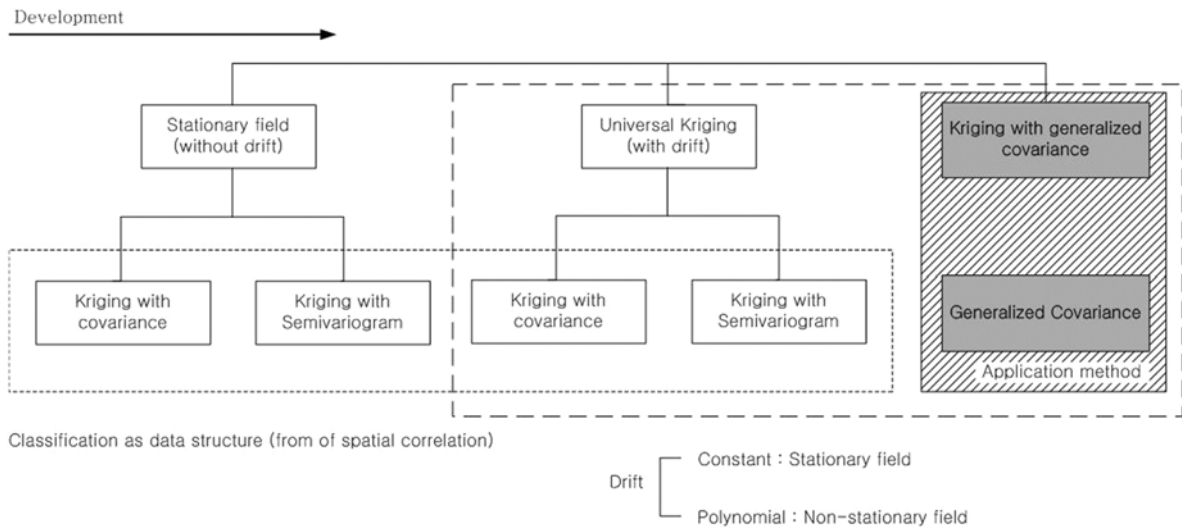 Development
Stationary field
(without drift)
Universal Kriging
(with drift)
Kriging with generalized
covariance
Kriging with
covariance
Kriging with
Semivariogram
Kriging with
covariance
Kriging with
Semivariogram
Generalized Covariance
Application method
Classification as data structure (from of spatial correlation)
Drift
Constant : Stationary field
Polynomial : Non-stationary field